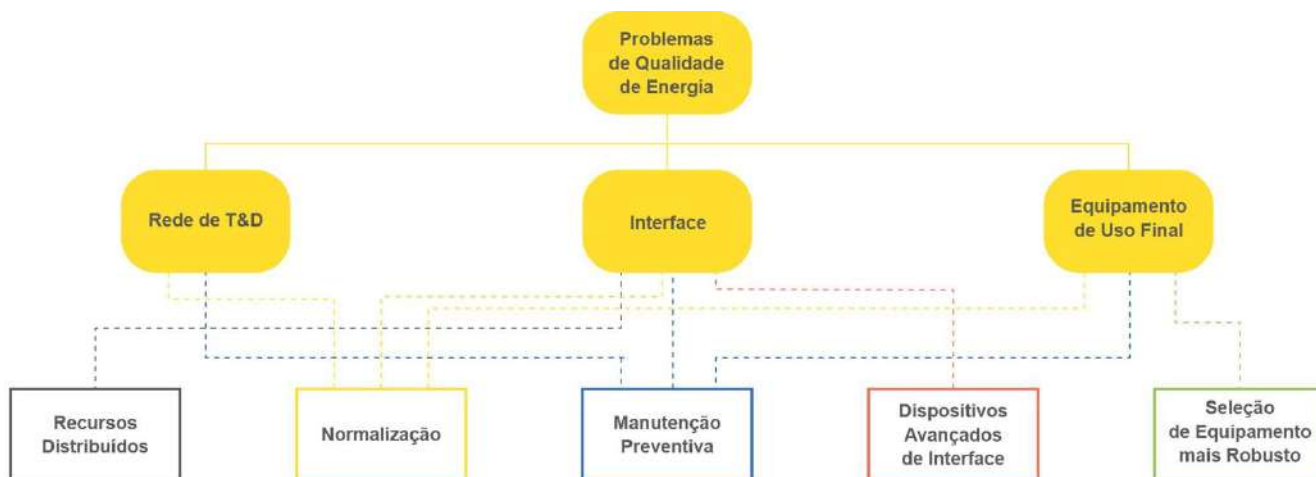 Problemas
de Qualidade
de Energia
Rede de T&D
Interface
Equipamento
de Uso Final
Recursos
Distribuídos
Normalização
Manutenção
Preventiva
Dispositivos
Avançados
de Interface
Seleção
de Equipamento
mais Robusto